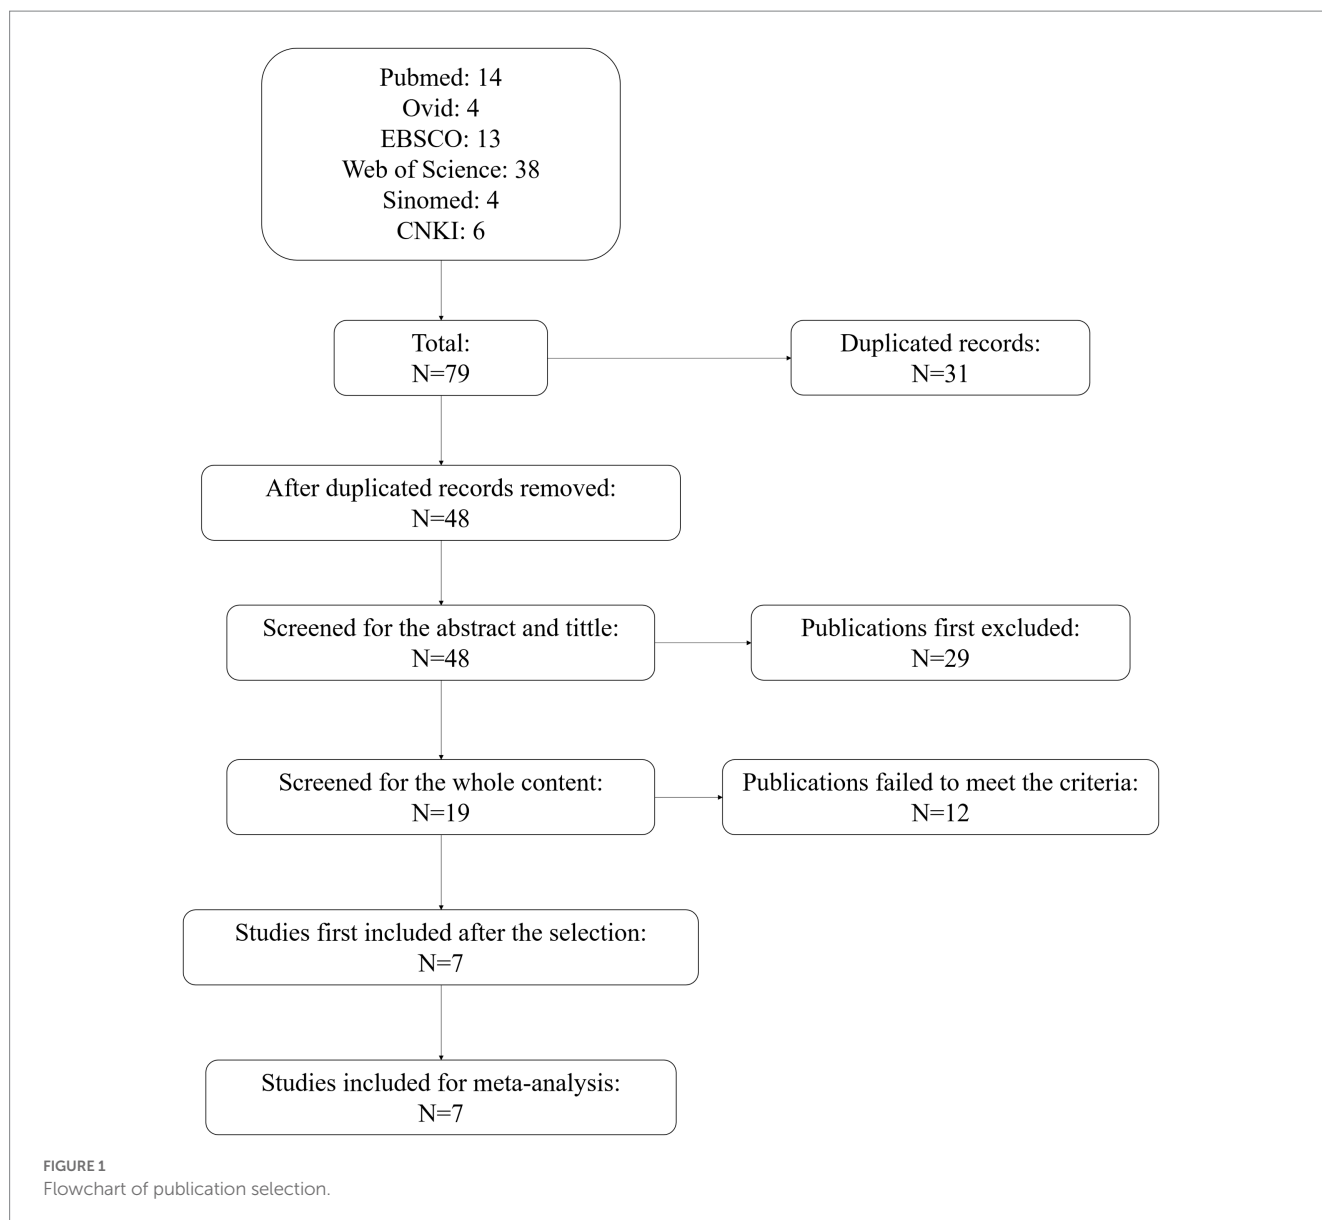 Pubmed: 14
Ovid: 4
EBSCO: 13
Web of Science: 38
Sinomed: 4
CNKI: 6
Total:
N=79
Duplicated records:
N=31
After duplicated records removed:
N=48
Screened for the abstract and tittle:
N=48
Publications first excluded:
N=29
Screened for the whole content:
N=19
Publications failed to meet the criteria:
N=12
Studies first included after the selection:
N=7
Studies included for meta-analysis:
N=7
FIGURE 1
Flowchart of publication selection.